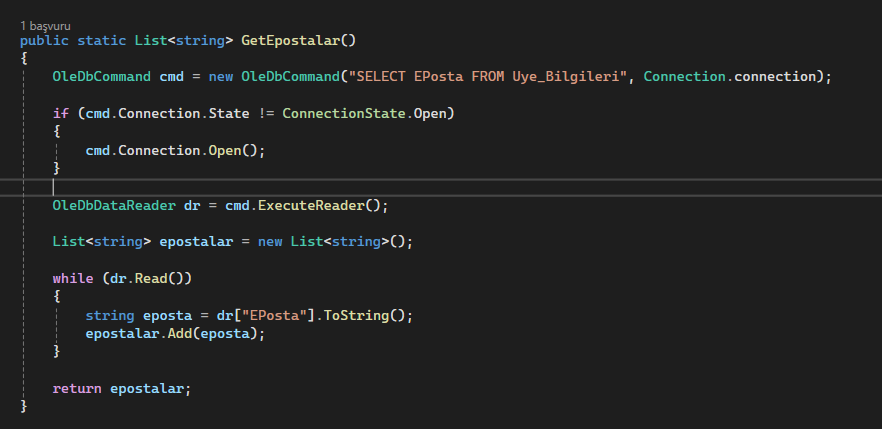 1 başvuru
public static List<string> GetEpostalar()
{
OleDbCommand cmd = new OleDbCommand("SELECT EPosta FROM Uye_Bilgileri", Connection.connection);
if (cmd.Connection.State != ConnectionState.Open)
{
cmd.Connection.Open();
}
OleDbDataReader dr = cmd.ExecuteReader();
List<string> epostalar = new List<string>();
while (dr.Read())
{
string eposta = dr["EPosta"].ToString();
epostalar.Add(eposta);
}
return epostalar;
}